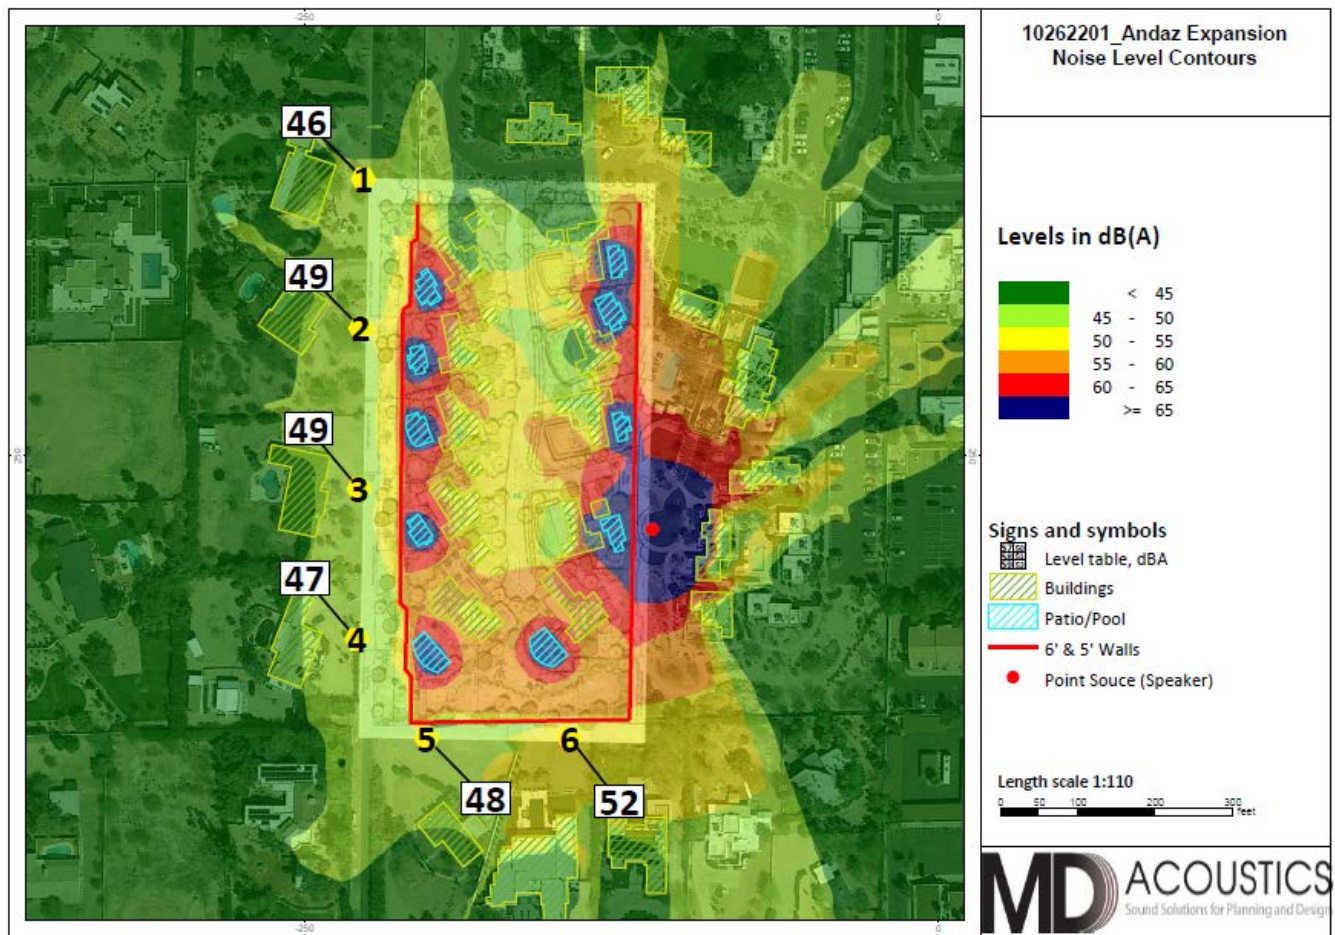 -250
0
10262201_Andaz Expansion
Noise Level Contours
46
1
49
2
49
3
47
4
5
48
6
52
250
250
-250
0
Levels in dB(A)
< 45
45 - 50
50 - 55
55 - 60
60 - 65
>= 65
Signs and symbols
Level table, dBA
Buildings
Patio/Pool
6' & 5' Walls
Point Souce (Speaker)
Length scale 1:110
0 50 100 200 300
feet
MD ACOUSTICS
Sound Solutions for Planning and Design